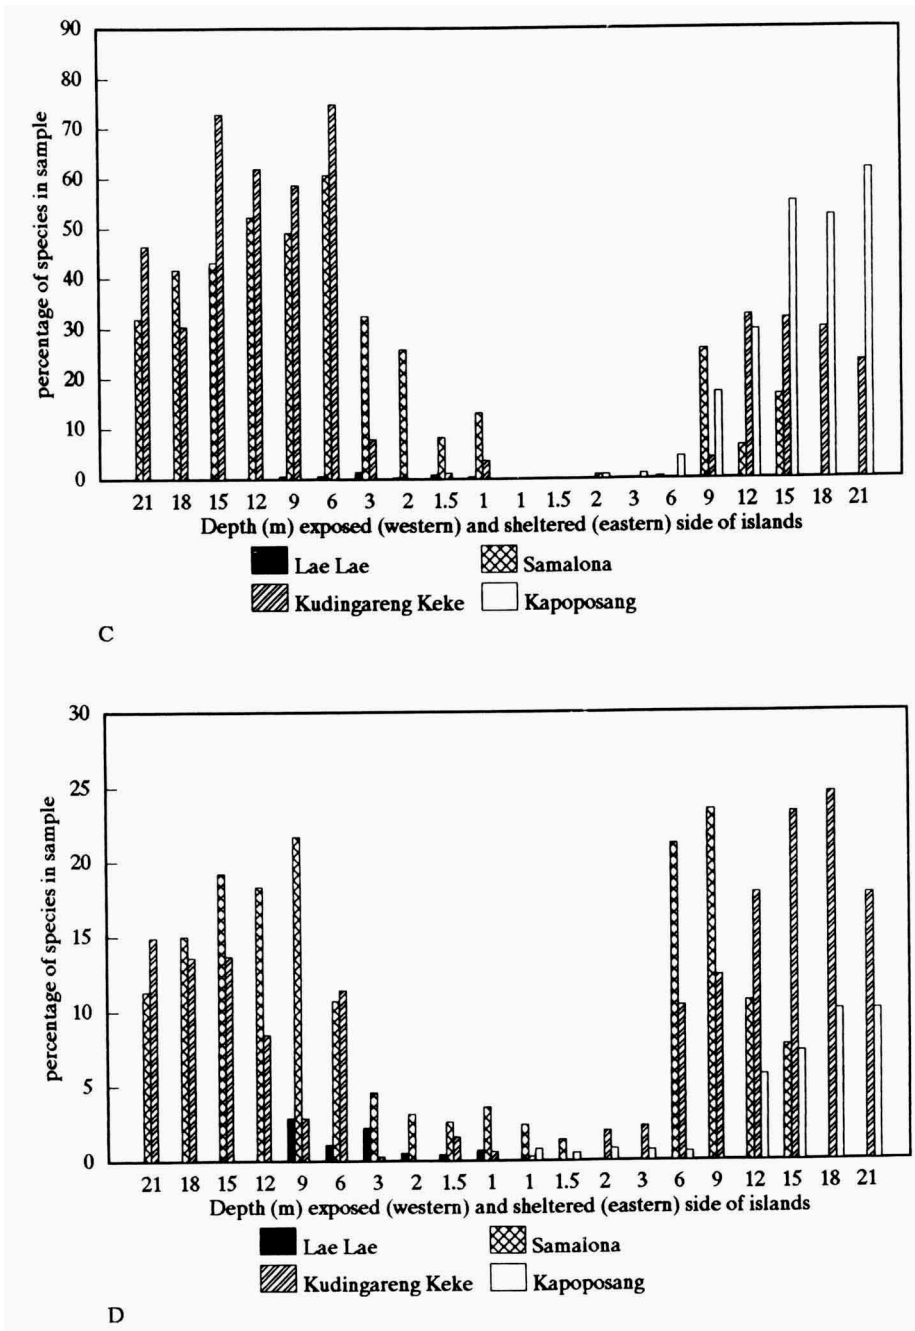 90
80
70
60
50
40
30
20
10
0
percentage of species in sample
21 18 15 12 9 6 3 2 1.5 1 1 1.5 2 3 6 9 12 15 18 21
Depth (m) exposed (western) and sheltered (eastern) side of islands
Lae Lae Samalona
Kudingareng Keke Kapoposang
C
30
25
20
15
10
5
0
percentage of species in sample
21 18 15 12 9 6 3 2 1.5 1 1 1.5 2 3 6 9 12 15 18 21
Depth (m) exposed (western) and sheltered (eastern) side of islands
Lae Lae Samalona
Kudingareng Keke Kapoposang
D